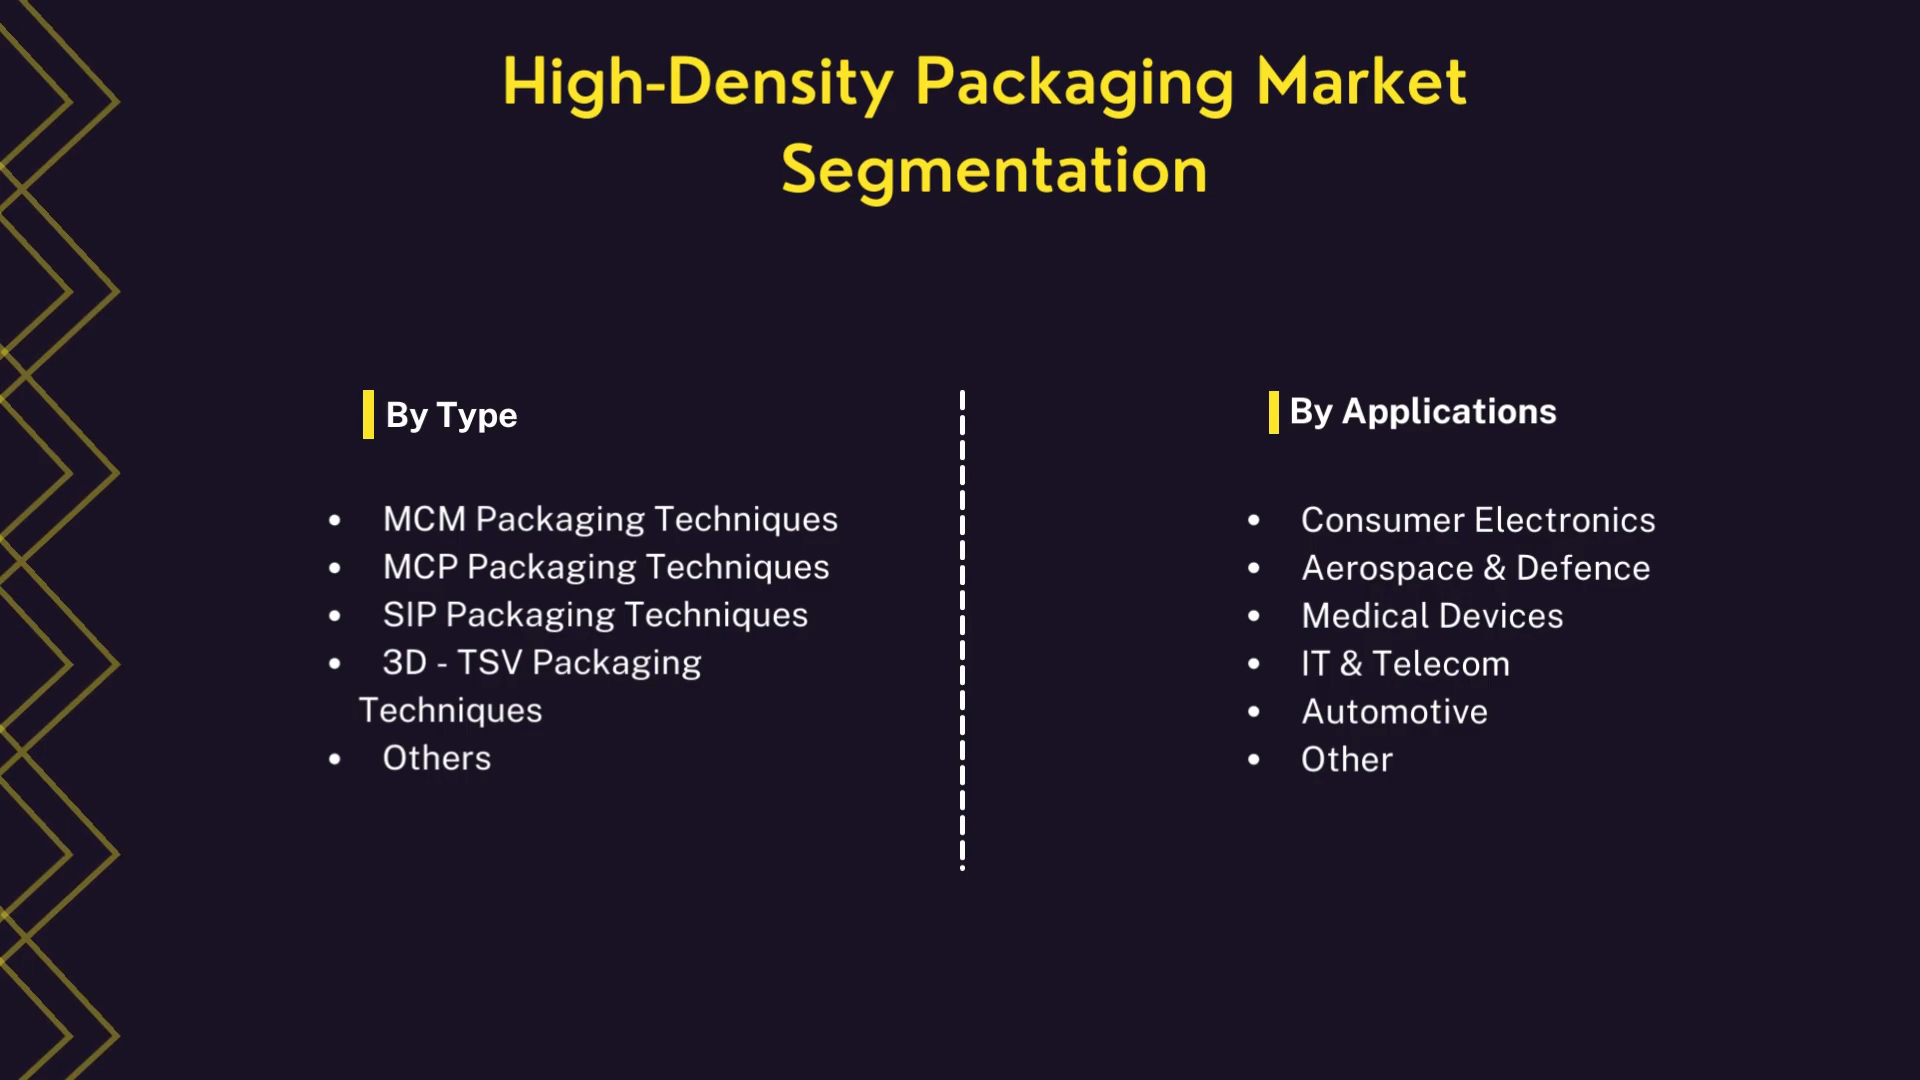 High-Density Packaging Market
Segmentation
By Type
• MCM Packaging Techniques
• MCP Packaging Techniques
• SIP Packaging Techniques
• 3D - TSV Packaging
Techniques
• Others
By Applications
• Consumer Electronics
• Aerospace & Defence
• Medical Devices
• IT & Telecom
• Automotive
• Other